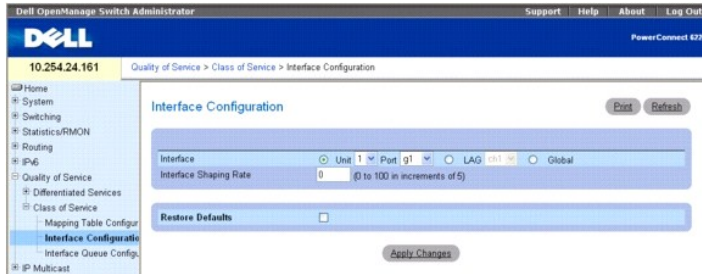 Dell OpenManage Switch Administrator
Support Help About Log Out
DELL
PowerConnect 622
10.254.24.161
Quality of Service > Class of Service > Interface Configuration
Home
System
Switching
Statistics/RMON
Routing
IPv6
Quality of Service
Differentiated Services
Class of Service
Mapping Table Configur
Interface Configuratio
Interface Queue Configu
IP Multicast
Interface Configuration
Print Refresh
Interface Unit 1 Port g1 LAG ch1 Global
Interface Shaping Rate 0 (0 to 100 in increments of 5)
Restore Defaults
Apply Changes